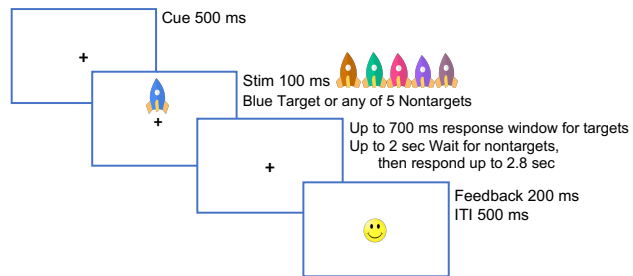 Cue 500 ms
+
Stim 100 ms
Blue Target or any of 5 Nontargets
+
Up to 700 ms response window for targets
Up to 2 sec Wait for nontargets,
then respond up to 2.8 sec
+
Feedback 200 ms
ITI 500 ms